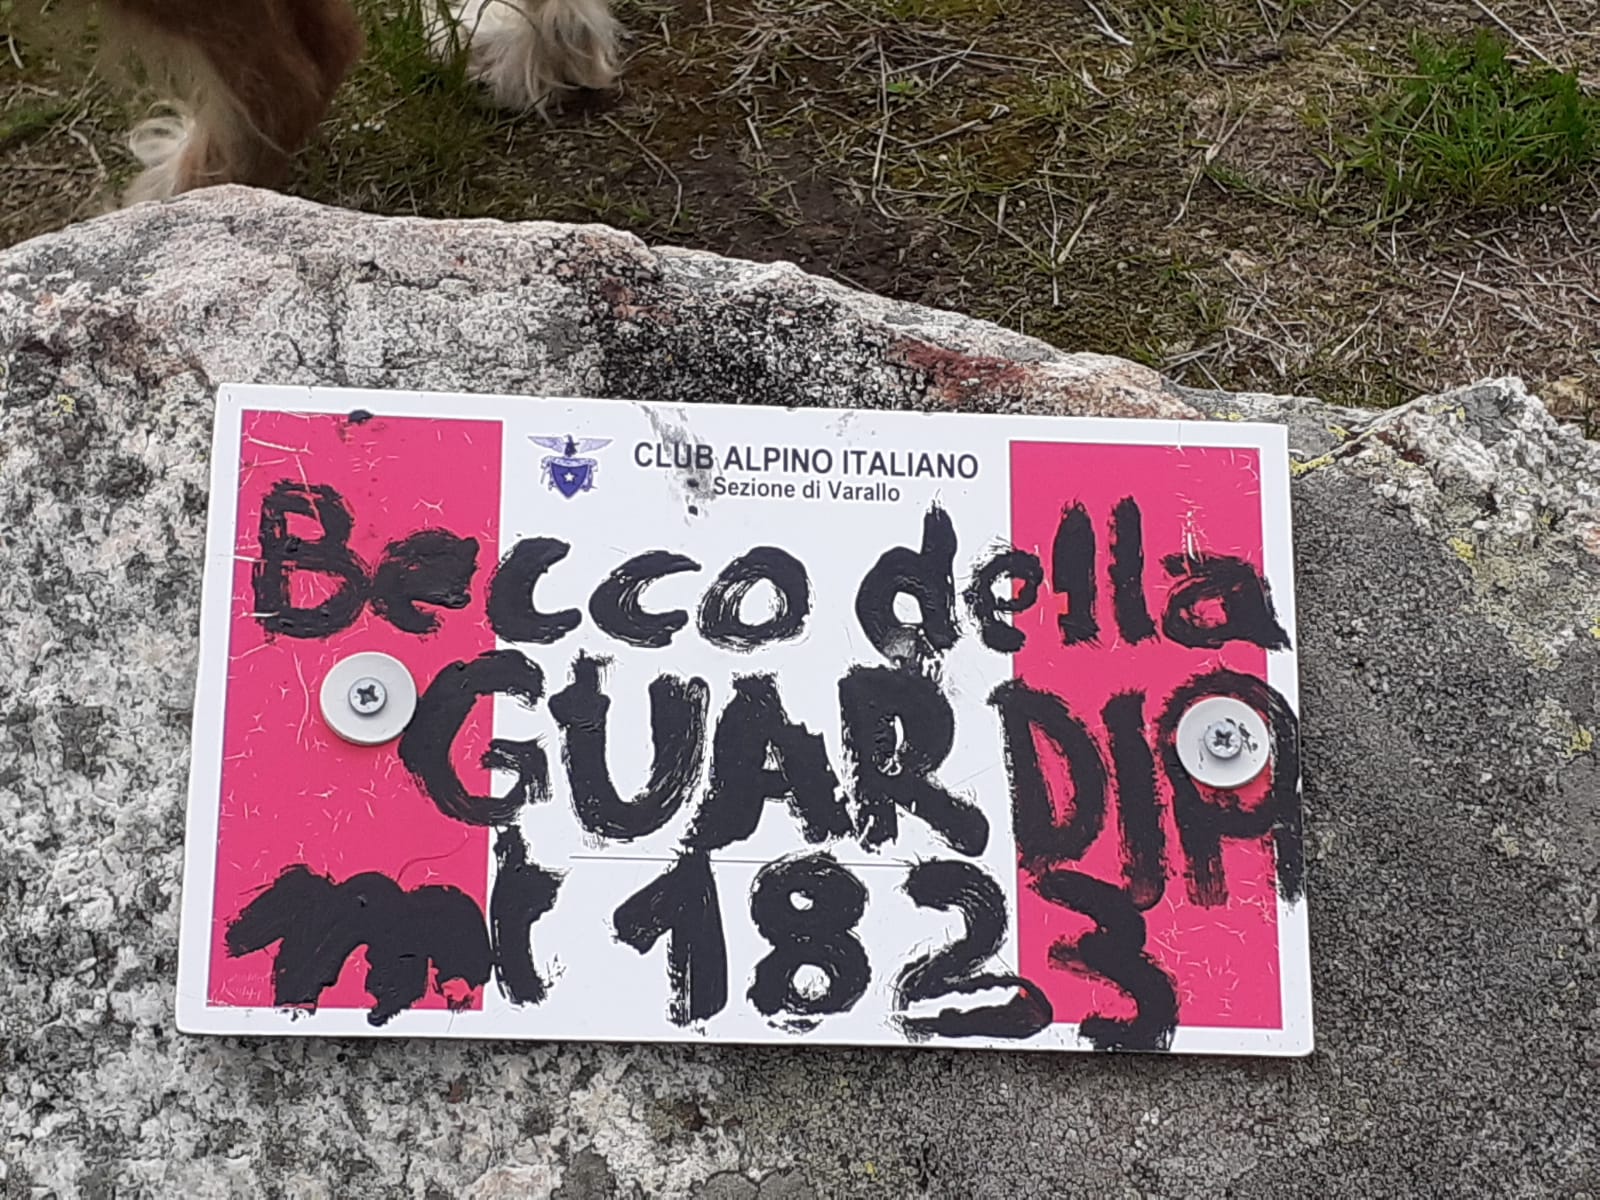 CLUB ALPINO ITALIANO
Sezione di Varallo
Becco della
GUARDIA
mt 1823